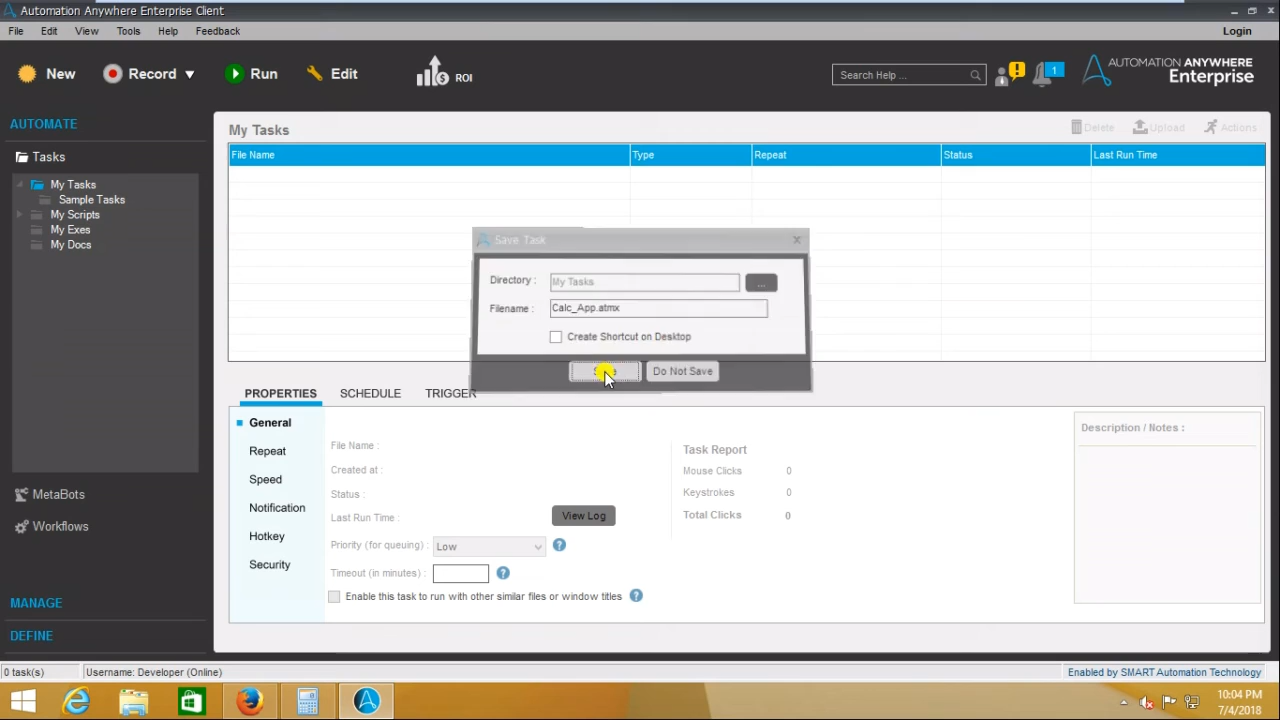 Automation Anywhere Enterprise Client
File Edit View Tools Help Feedback Login
New Record Run Edit ROI Search Help ... 1 AUTOMATION ANYWHERE
Enterprise
AUTOMATE
My Tasks Delete Upload Actions
Tasks
File Name Type Repeat Status Last Run Time
My Tasks
Sample Tasks
My Scripts
My Exes
My Docs
Save Task
Directory : My Tasks ...
Filename : Calc_App.atmx
Create Shortcut on Desktop
Do Not Save
PROPERTIES SCHEDULE TRIGGER
General
Repeat
Speed
Notification
Hotkey
Security
File Name :
Created at :
Status :
Last Run Time : View Log
Priority (for queuing) : Low ?
Timeout (in minutes) : ?
Enable this task to run with other similar files or window titles ?
Task Report
Mouse Clicks 0
Keystrokes 0
Total Clicks 0
Description / Notes :
MetaBots
Workflows
MANAGE
DEFINE
0 task(s) Username: Developer (Online) Enabled by SMART Automation Technology
10:04 PM
7/4/2018